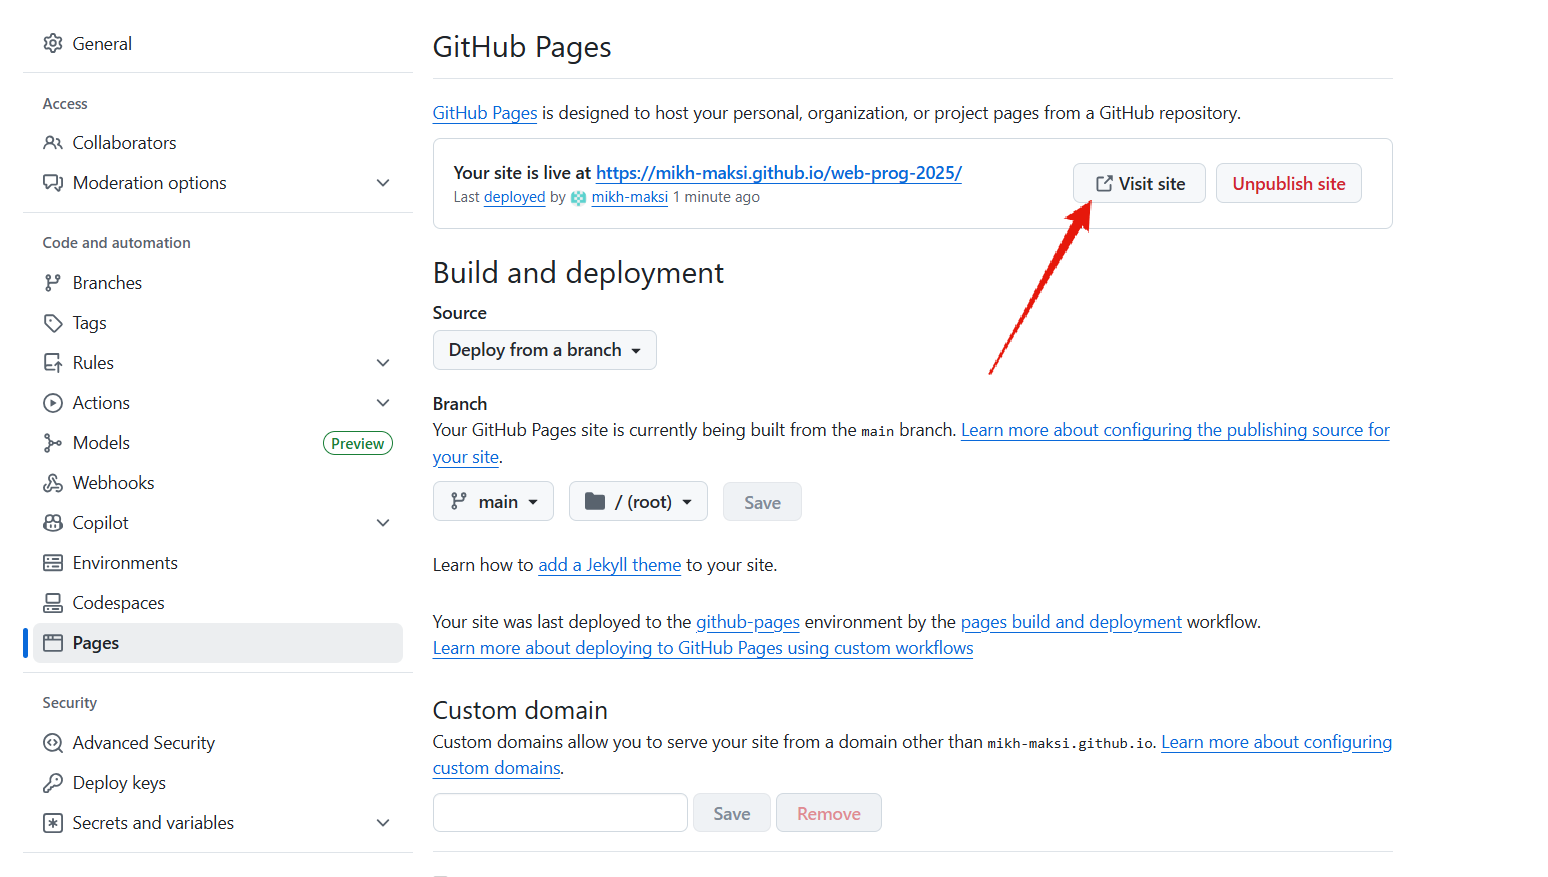 General
Access
Collaborators
Moderation options
Code and automation
Branches
Tags
Rules
Actions
Models Preview
Webhooks
Copilot
Environments
Codespaces
Pages
Security
Advanced Security
Deploy keys
Secrets and variables
GitHub Pages
GitHub Pages is designed to host your personal, organization, or project pages from a GitHub repository.
Your site is live at https://mikh-maksi.github.io/web-prog-2025/
Last deployed by mikh-maksi 1 minute ago
Visit site
Unpublish site
Build and deployment
Source
Deploy from a branch
Branch
Your GitHub Pages site is currently being built from the main branch. Learn more about configuring the publishing source for
your site.
main / (root) Save
Learn how to add a Jekyll theme to your site.
Your site was last deployed to the github-pages environment by the pages build and deployment workflow.
Learn more about deploying to GitHub Pages using custom workflows
Custom domain
Custom domains allow you to serve your site from a domain other than mikh-maksi.github.io. Learn more about configuring
custom domains.
Save Remove